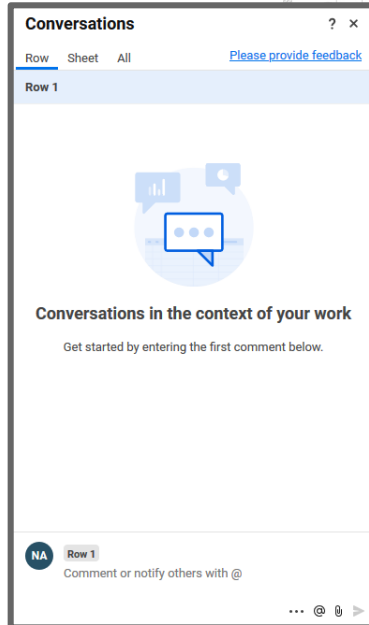 Conversations ? ×
Row Sheet All Please provide feedback
Row 1
Conversations in the context of your work
Get started by entering the first comment below.
NA Row 1
Comment or notify others with @
... @